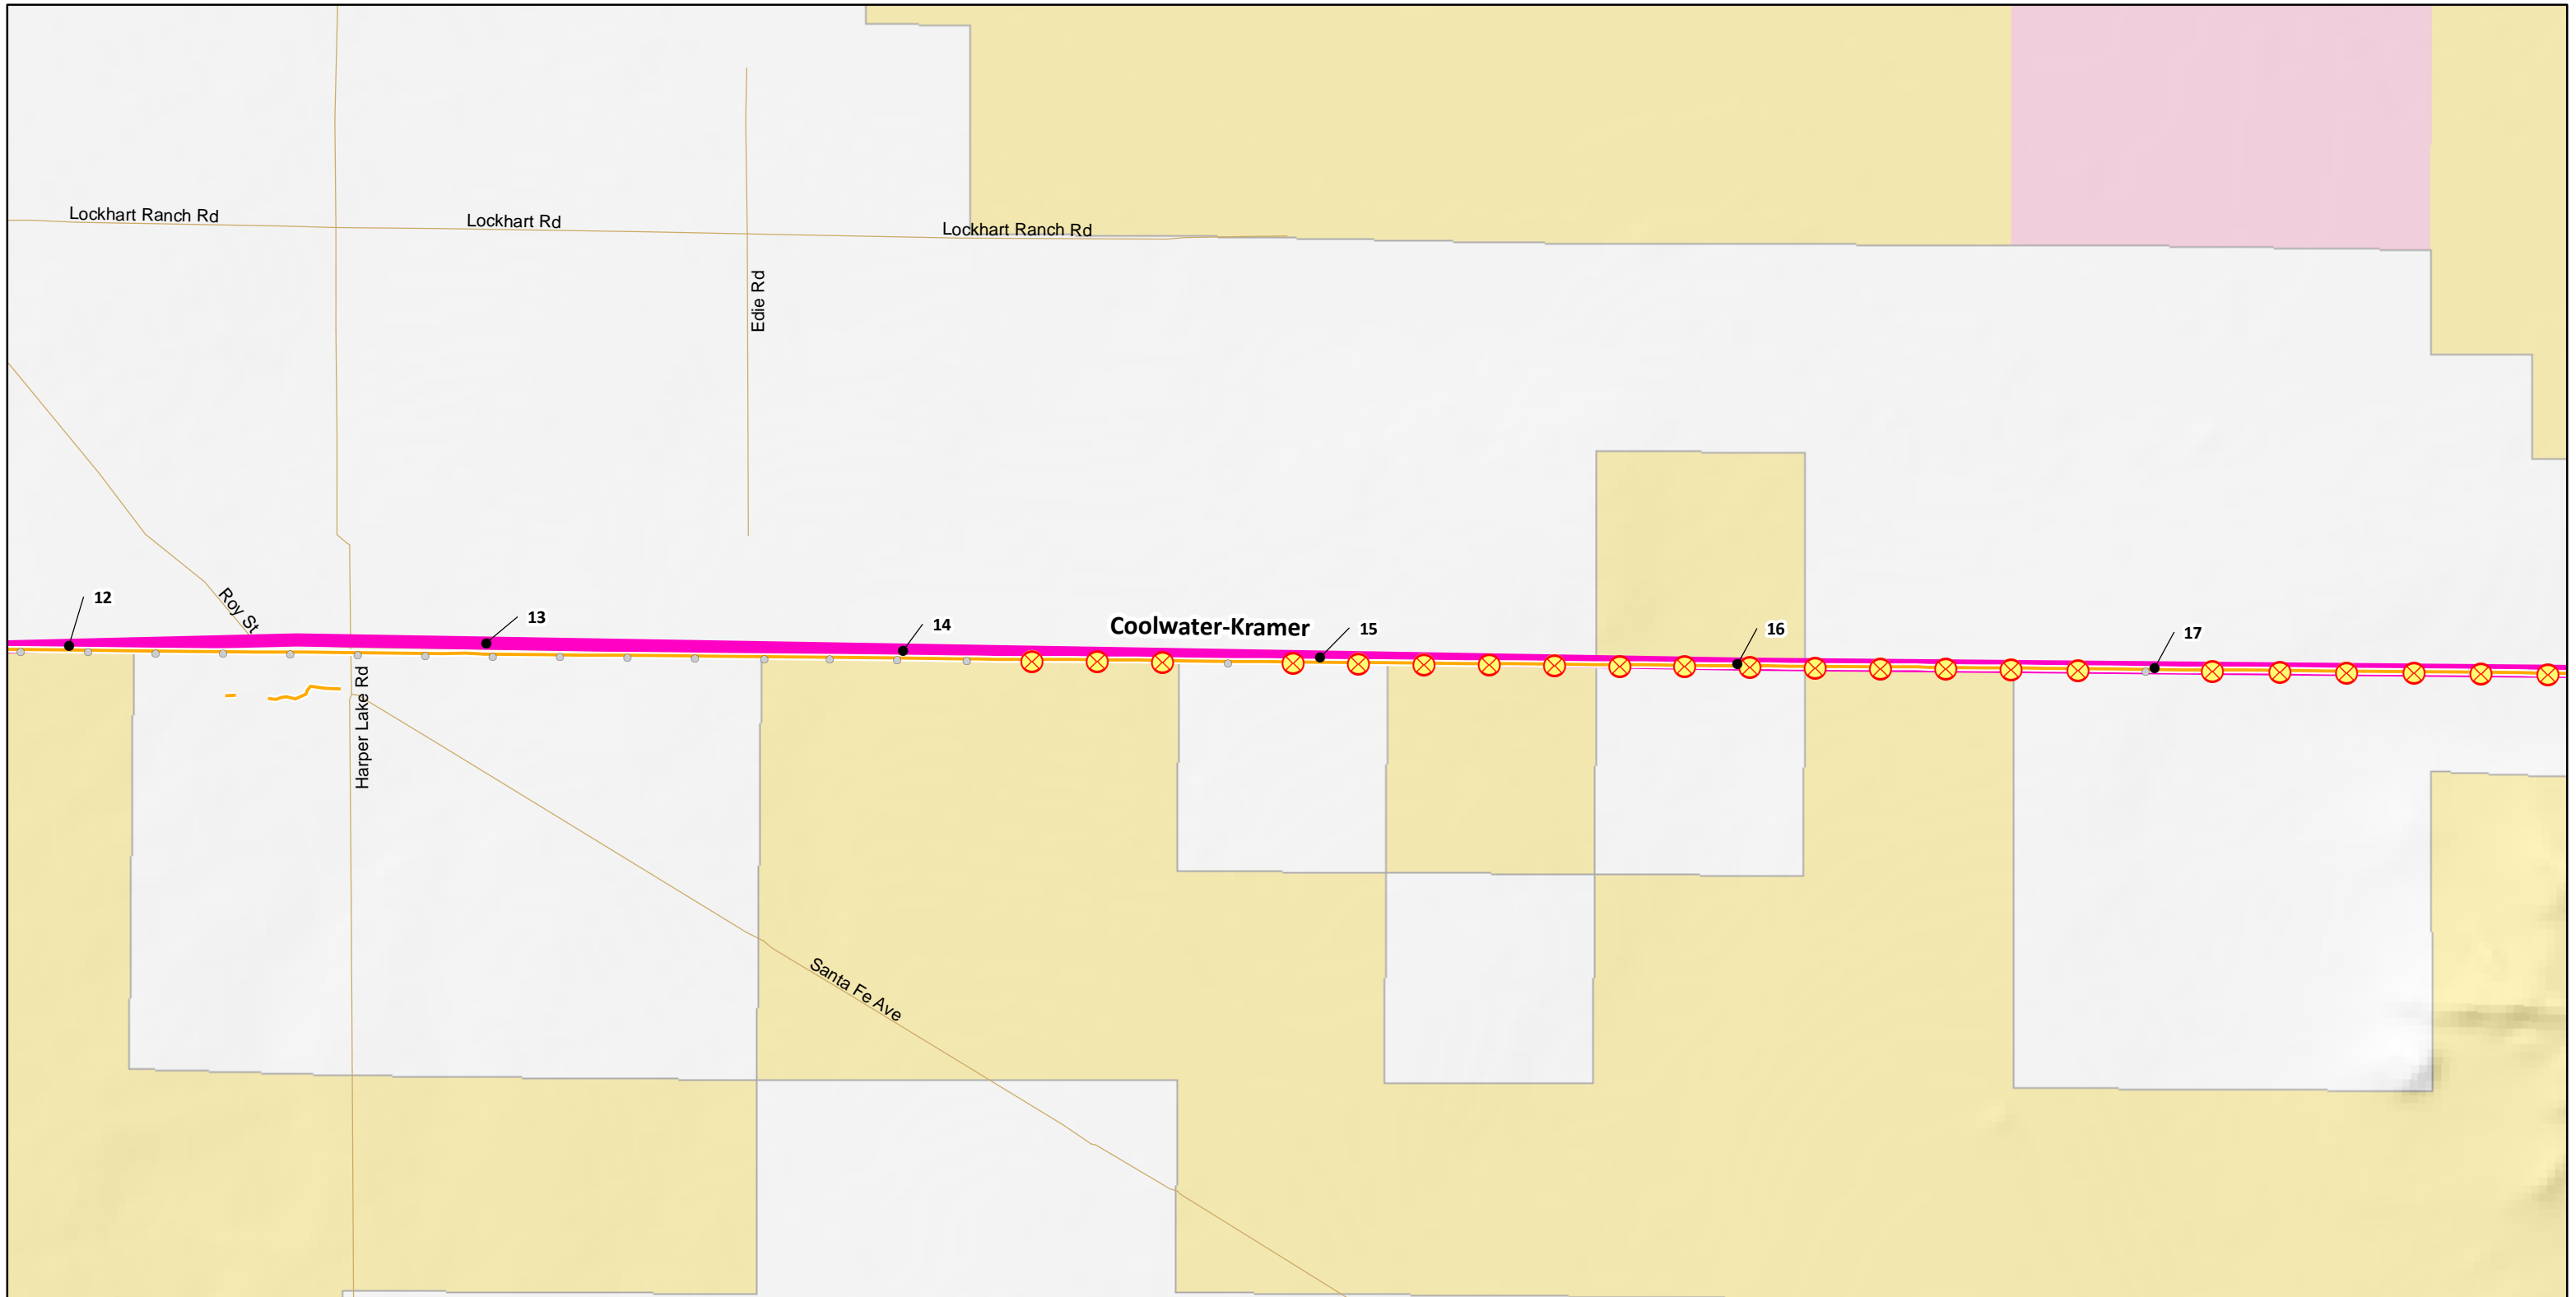 Lockhart Ranch Rd
Lockhart Rd
Lockhart Ranch Rd
Edie Rd
12
Roy St
13
14
Coolwater-Kramer
15
16
17
Harper Lake Rd
Santa Fe Ave